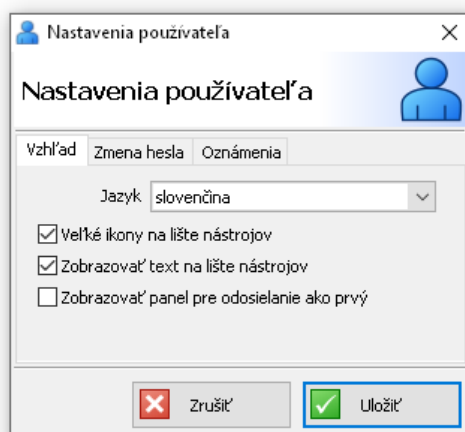 Nastavenia používateľa
Nastavenia používateľa
Vzhľad Zmena hesla Oznámenia
Jazyk slovenčina
Veľké ikony na lište nástrojov
Zobrazovať text na lište nástrojov
Zobrazovať panel pre odosielanie ako prvý
Zrušiť Uložiť